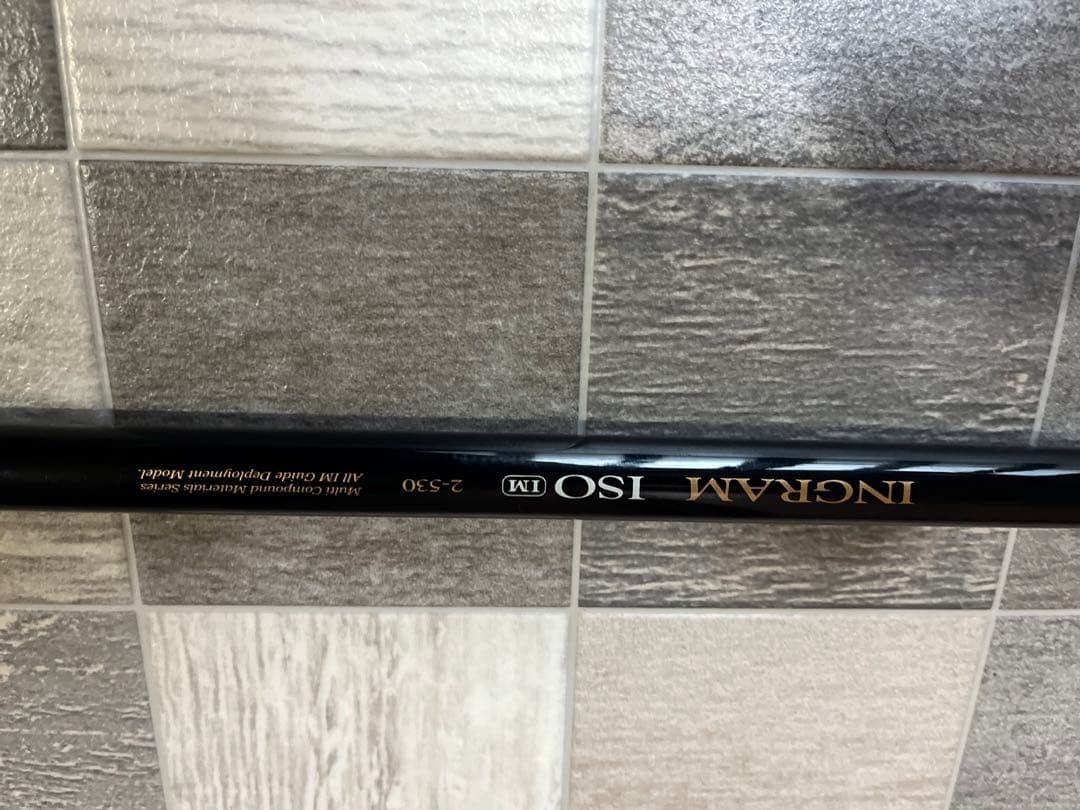 INGRAM ISO IM 2-530
Multi Compound Materials Series
All IM Guide Deployment Model.